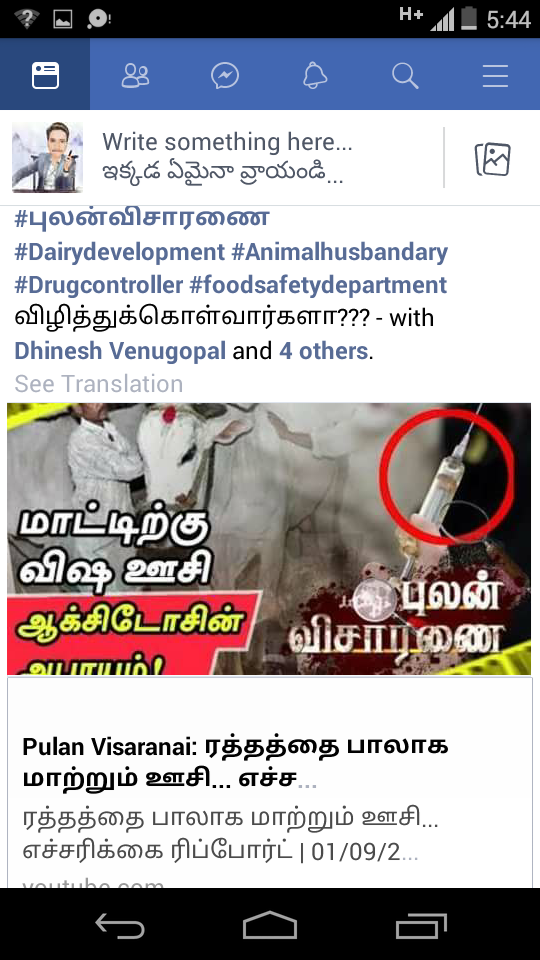 H+ 5:44
Write something here...
ఇక్కడ ఏమైనా వ్రాయండి...
#புலன்விசாரணை
#Dairydevelopment #Animalhusbandary
#Drugcontroller #foodsafetydepartment
விழித்துக்கொள்வார்களா??? - with
Dhinesh Venugopal and 4 others.
See Translation
மாட்டிற்கு
விஷ ஊசி
ஆக்சிடோசின்
அபாயம்!
புலன்
விசாரணை
Pulan Visaranai: ரத்தத்தை பாலாக
மாற்றும் ஊசி... எச்ச...
ரத்தத்தை பாலாக மாற்றும் ஊசி...
எச்சரிக்கை ரிப்போர்ட் | 01/09/2...
youtube.com